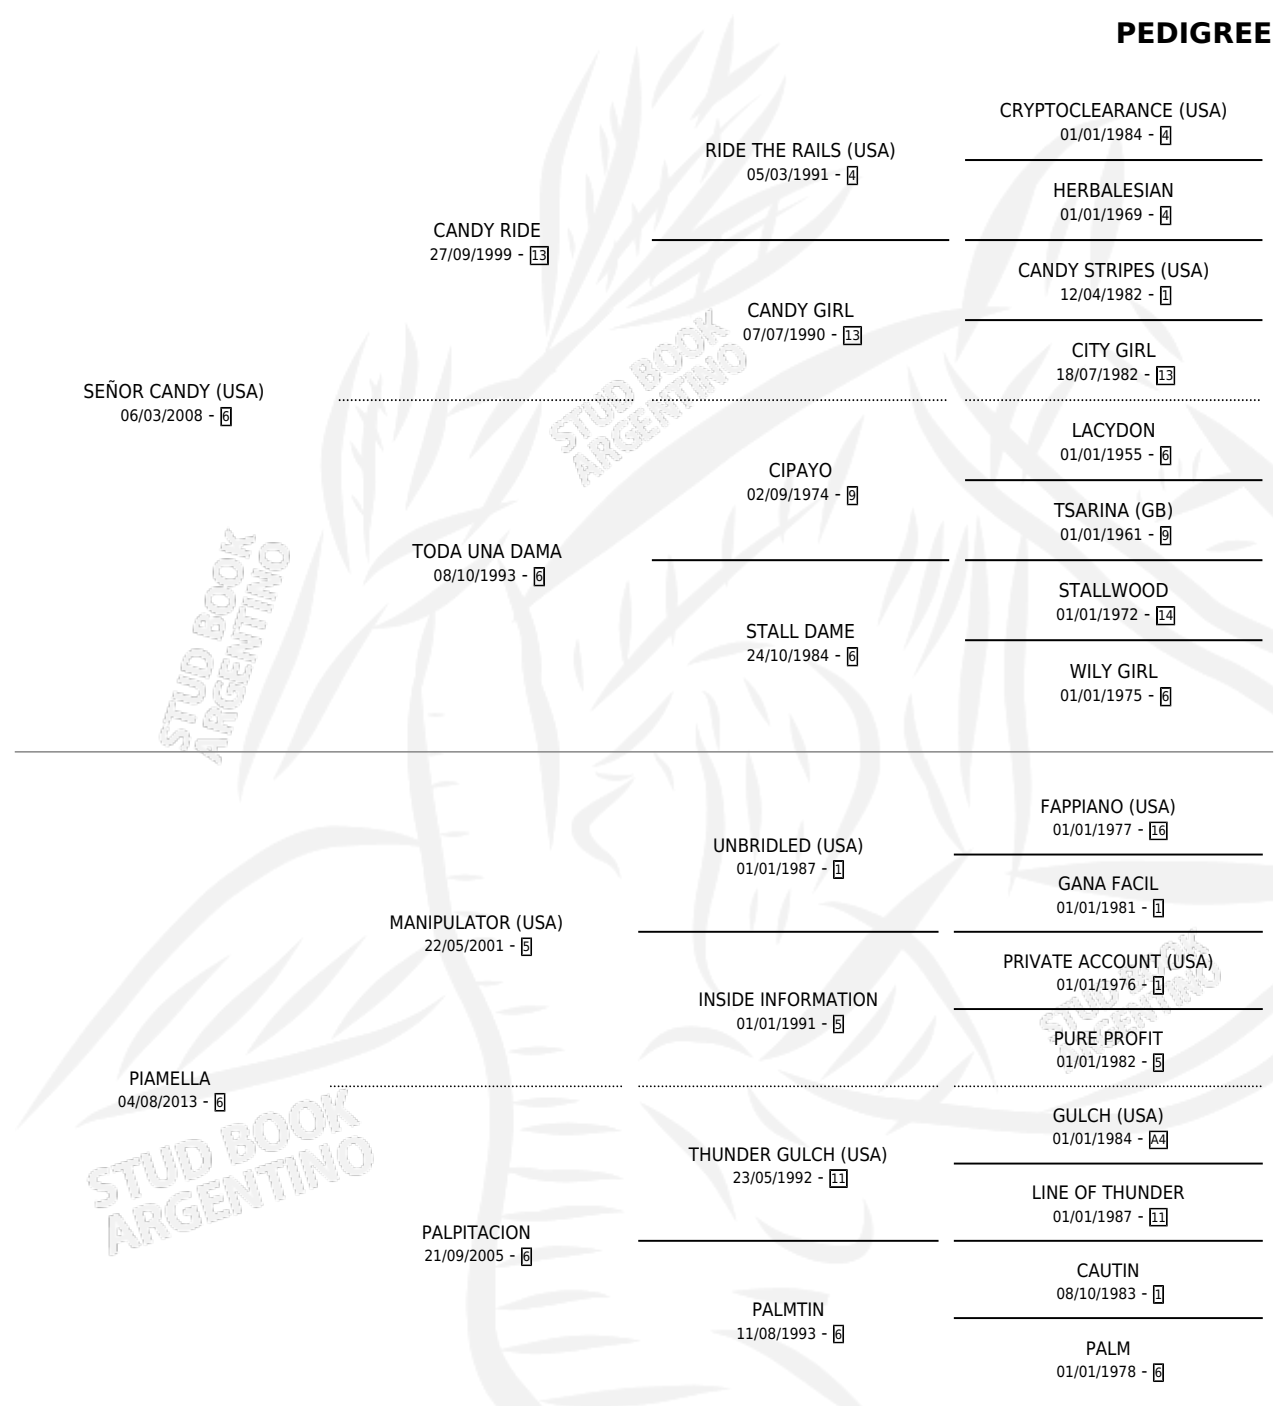 PEDIGREE
SEÑOR CANDY (USA)
06/03/2008 - 6
CANDY RIDE
27/09/1999 - 13
RIDE THE RAILS (USA)
05/03/1991 - 4
CRYPTOCLEARANCE (USA)
01/01/1984 - 4
HERBALESIAN
01/01/1969 - 4
CANDY GIRL
07/07/1990 - 13
CANDY STRIPES (USA)
12/04/1982 - 1
CITY GIRL
18/07/1982 - 13
TODA UNA DAMA
08/10/1993 - 6
CIPAYO
02/09/1974 - 9
LACYDON
01/01/1955 - 6
TSARINA (GB)
01/01/1961 - 9
STALL DAME
24/10/1984 - 6
STALLWOOD
01/01/1972 - 14
WILY GIRL
01/01/1975 - 6
PIAMELLA
04/08/2013 - 6
MANIPULATOR (USA)
22/05/2001 - 5
UNBRIDLED (USA)
01/01/1987 - 1
FAPPIANO (USA)
01/01/1977 - 16
GANA FACIL
01/01/1981 - 1
INSIDE INFORMATION
01/01/1991 - 5
PRIVATE ACCOUNT (USA)
01/01/1976 - 1
PURE PROFIT
01/01/1982 - 5
PALPITACION
21/09/2005 - 6
THUNDER GULCH (USA)
23/05/1992 - 11
GULCH (USA)
01/01/1984 - A4
LINE OF THUNDER
01/01/1987 - 11
PALMTIN
11/08/1993 - 6
CAUTIN
08/10/1983 - 1
PALM
01/01/1978 - 6
STUD BOOK
ARGENTINO
STUD BOOK
ARGENTINO
STUD BOOK
ARGENTINO
STUD BOOK
ARGENTINO